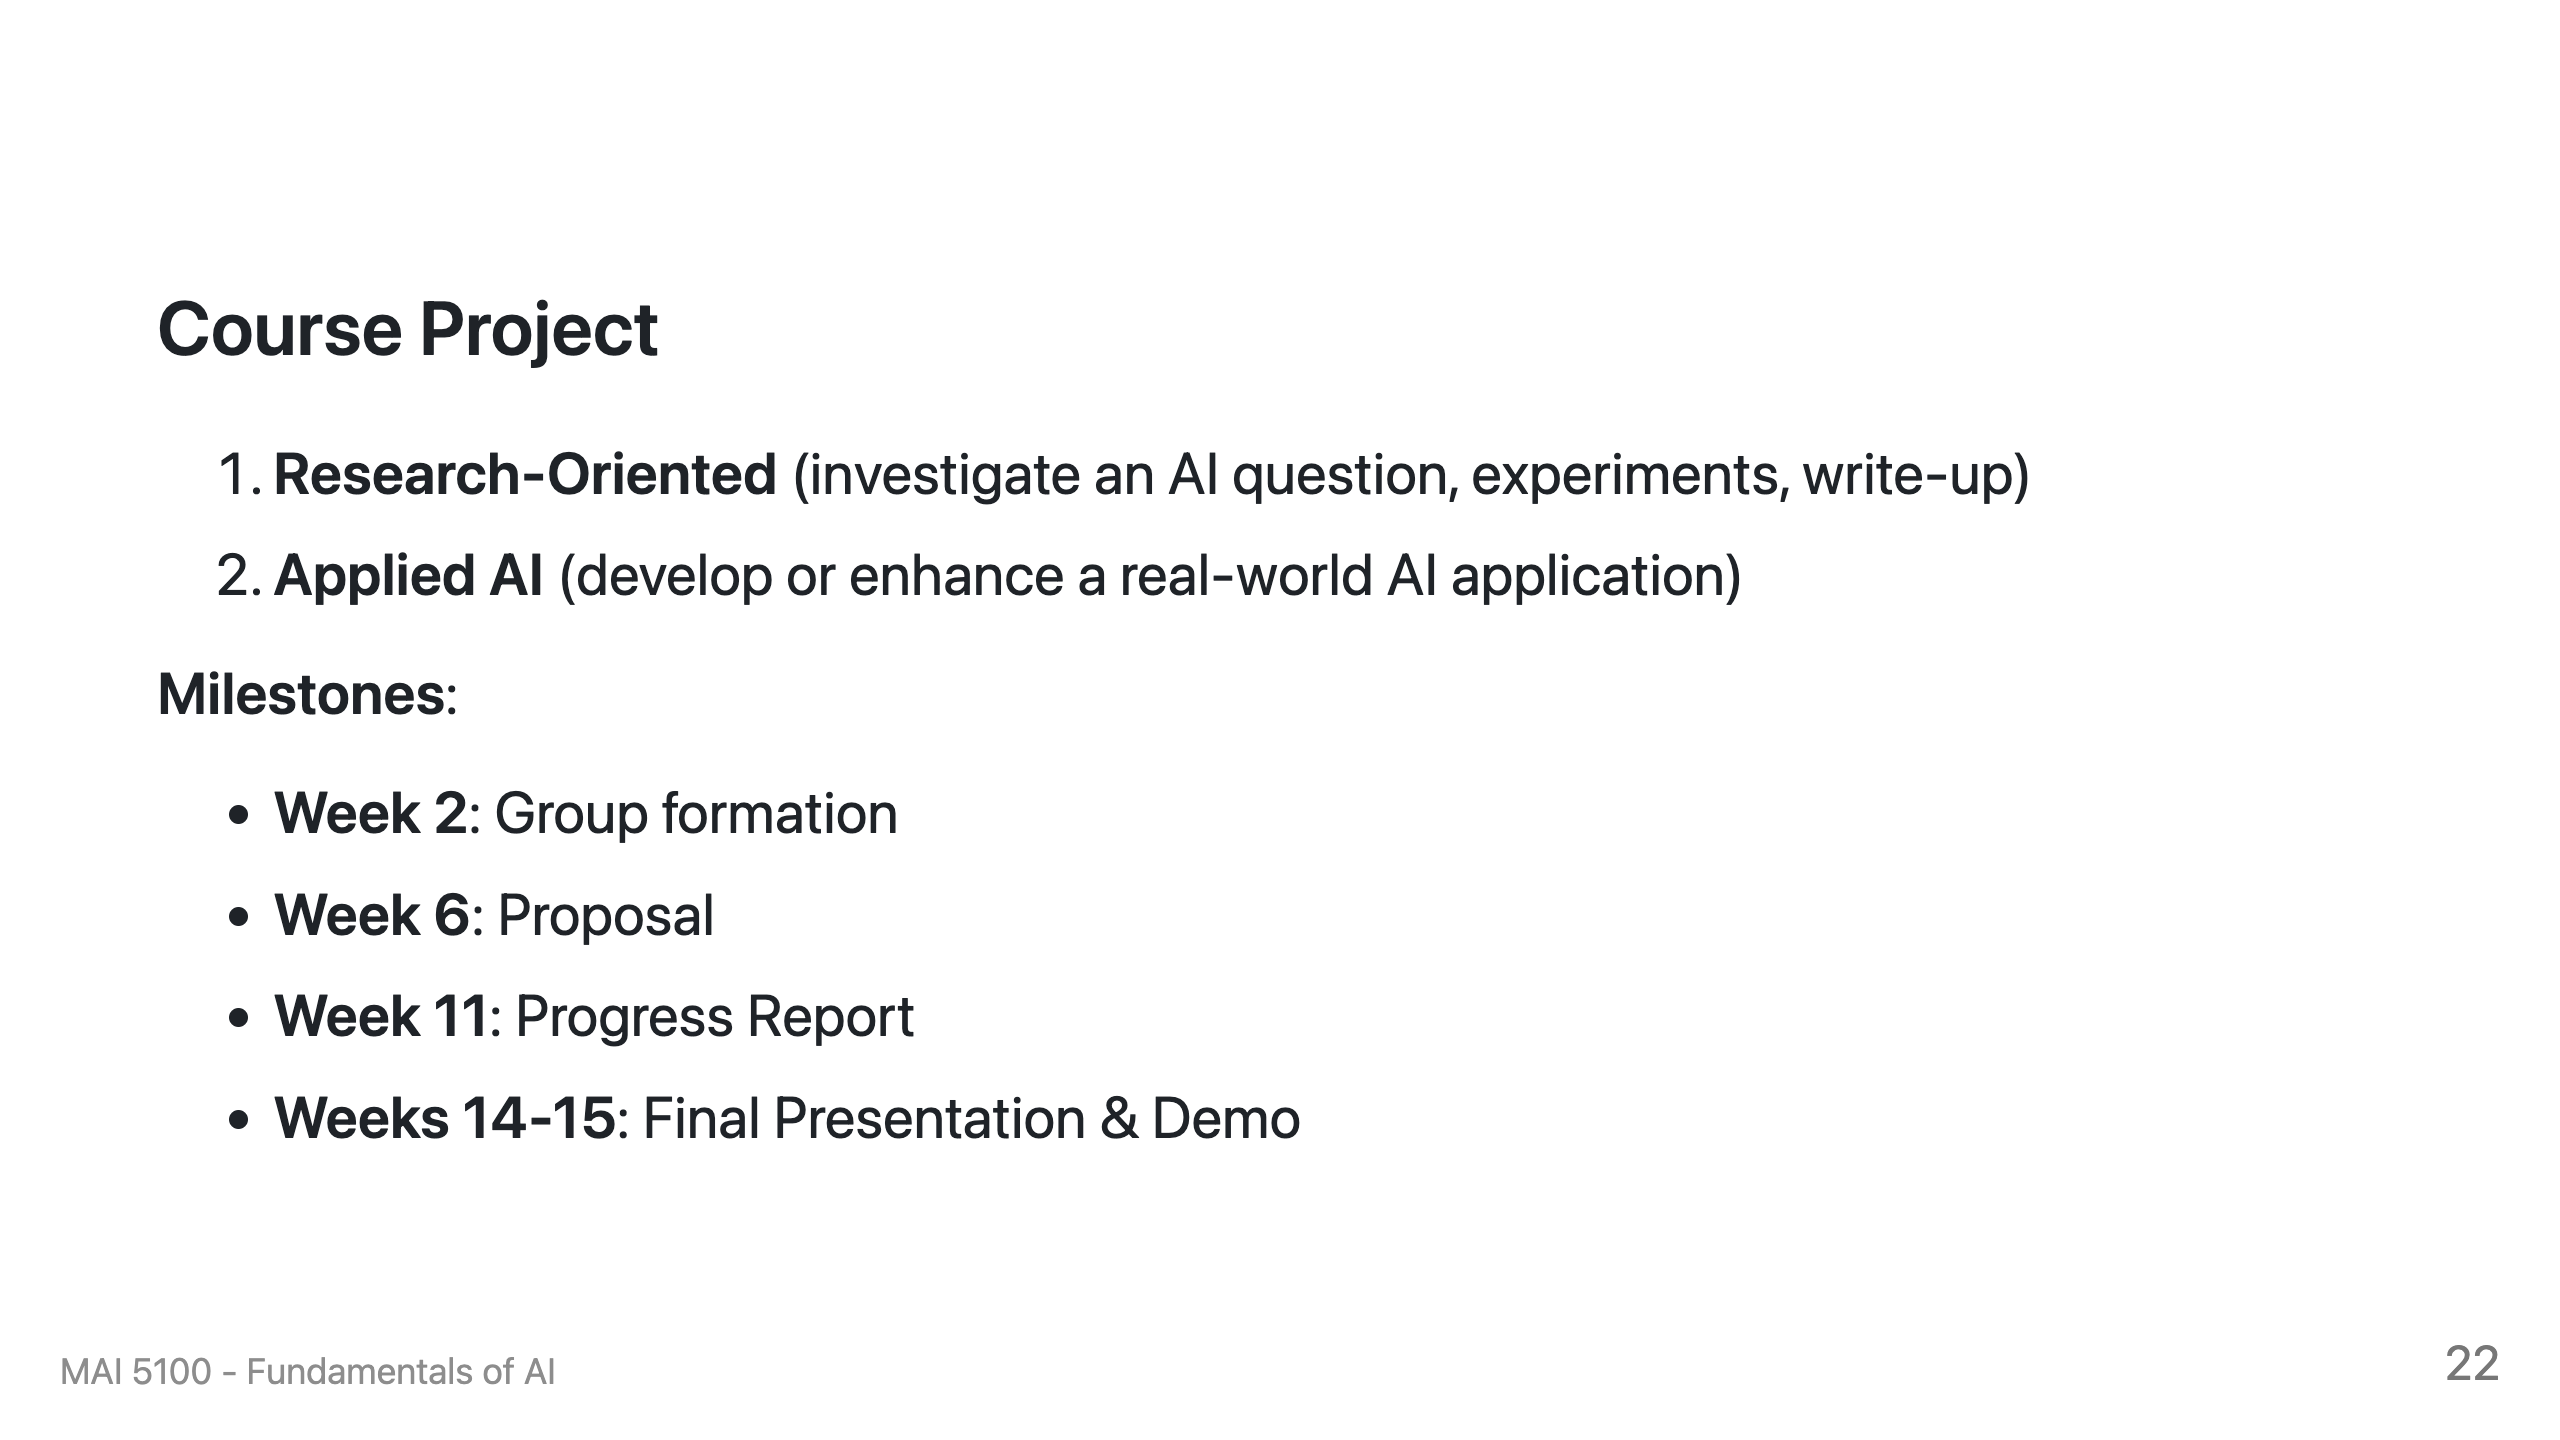 Course Project
1. Research-Oriented (investigate an AI question, experiments, write-up)
2. Applied AI (develop or enhance a real-world AI application)
Milestones:
• Week 2: Group formation
• Week 6: Proposal
• Week 11: Progress Report
• Weeks 14-15: Final Presentation & Demo
MAI 5100 - Fundamentals of AI
22